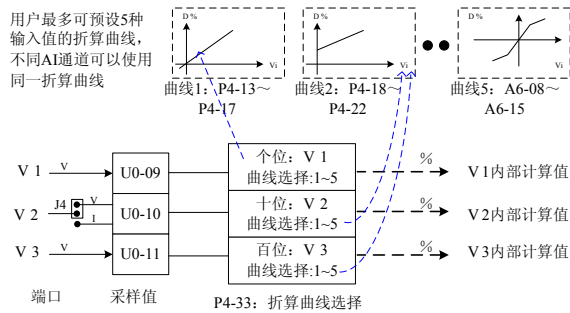 用户最多可预设5种
输入值的折算曲线，
不同AI通道可以使用
同一折算曲线
D%
Vi
曲线1：P4-13～
P4-17
D%
Vi
曲线2：P4-18～
P4-22
D%
Vi
曲线5：A6-08～
A6-15
V 1
V
U0-09
个位：V 1
曲线选择:1~5
%
V1内部计算值
V 2
J4
V
I
U0-10
十位：V 2
曲线选择:1~5
%
V2内部计算值
V 3
V
U0-11
百位：V 3
曲线选择:1~5
%
V3内部计算值
端口
采样值
P4-33：折算曲线选择